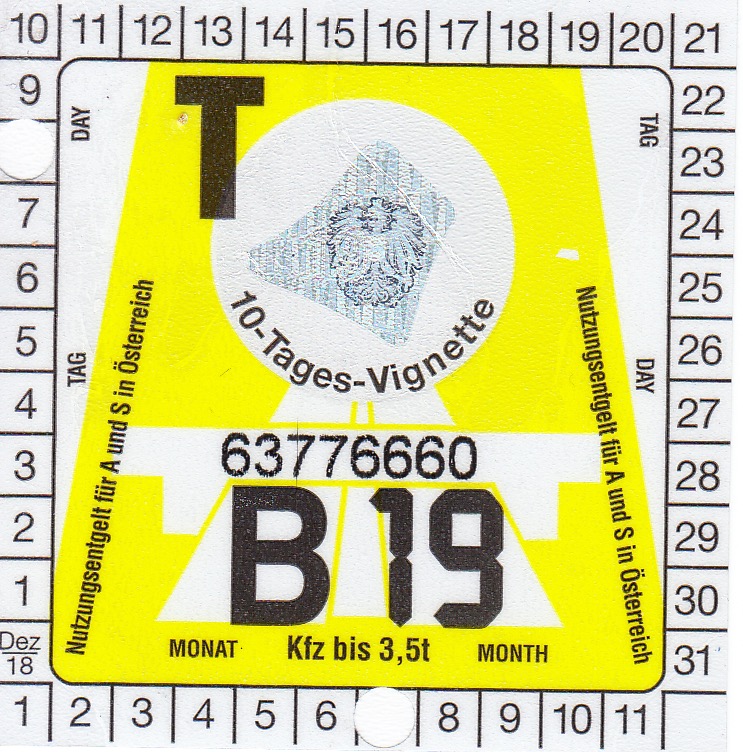 10 11 12 13 14 15 16 17 18 19 20 21
9
7
6
5
4
3
2
1
Dez
18
DAY
TAG
Nutzungsentgelt für A und S in Österreich
T
10-Tages-Vignette
63776660
B 19
MONAT Kfz bis 3,5t MONTH
TAG
DAY
Nutzungsentgelt für A und S in Österreich
22
23
24
25
26
27
28
29
30
31
1 2 3 4 5 6 8 9 10 11